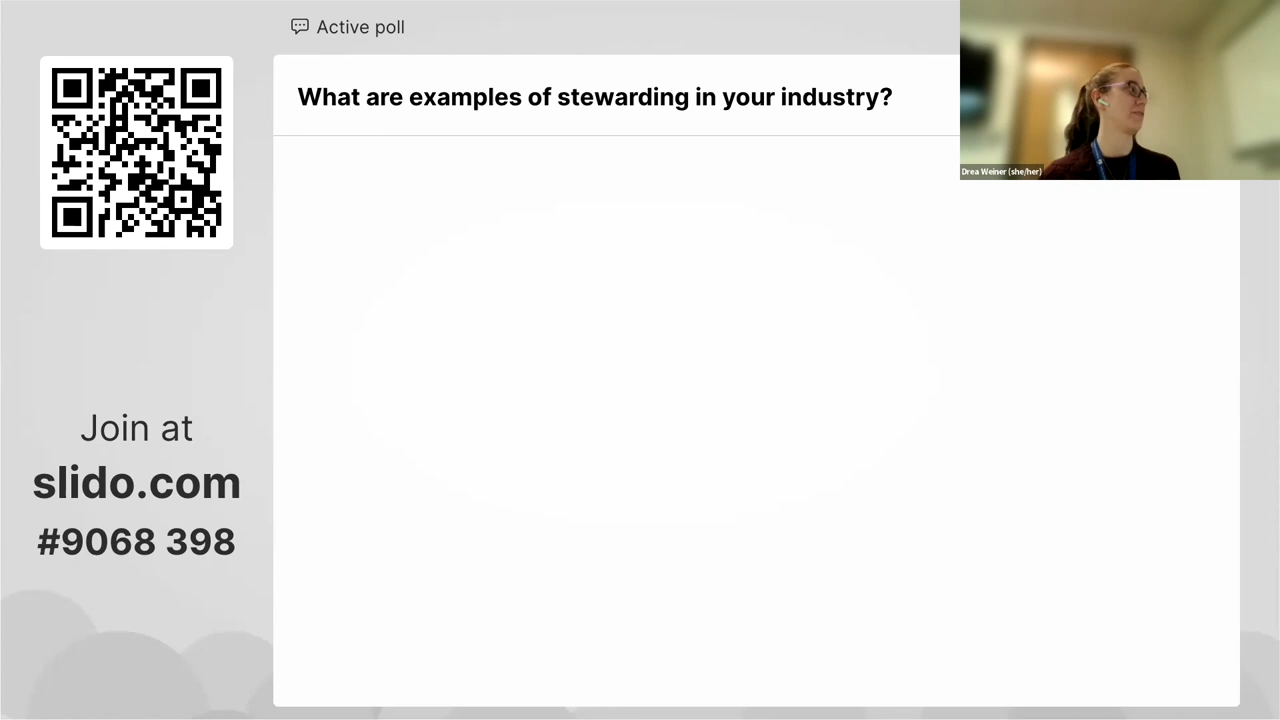 Active poll
What are examples of stewarding in your industry?
Drea Weiner (she/her)
Join at
slido.com
#9068 398